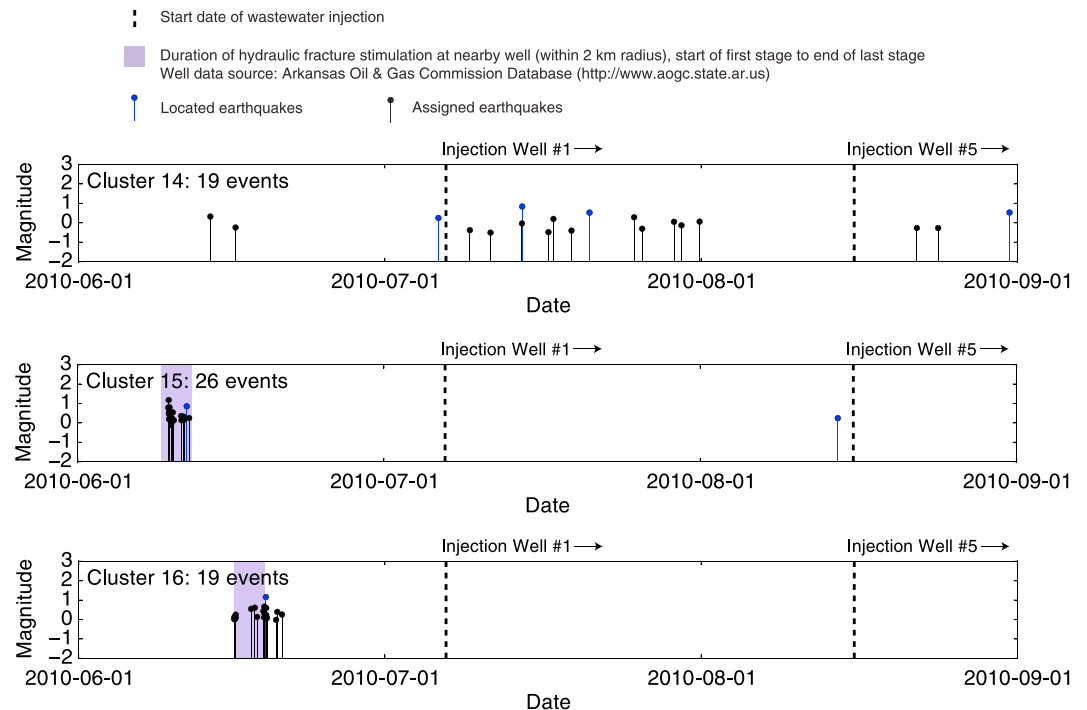 Start date of wastewater injection
Duration of hydraulic fracture stimulation at nearby well (within 2 km radius), start of first stage to end of last stage
Well data source: Arkansas Oil & Gas Commission Database (http://www.aogc.state.ar.us)
Located earthquakes
Assigned earthquakes
Injection Well #1
Injection Well #5
Magnitude
3
2
1
0
−1
−2
Cluster 14: 19 events
2010-06-01
2010-07-01
2010-08-01
2010-09-01
Date
Injection Well #1
Injection Well #5
Magnitude
3
2
1
0
−1
−2
Cluster 15: 26 events
2010-06-01
2010-07-01
2010-08-01
2010-09-01
Date
Injection Well #1
Injection Well #5
Magnitude
3
2
1
0
−1
−2
Cluster 16: 19 events
2010-06-01
2010-07-01
2010-08-01
2010-09-01
Date